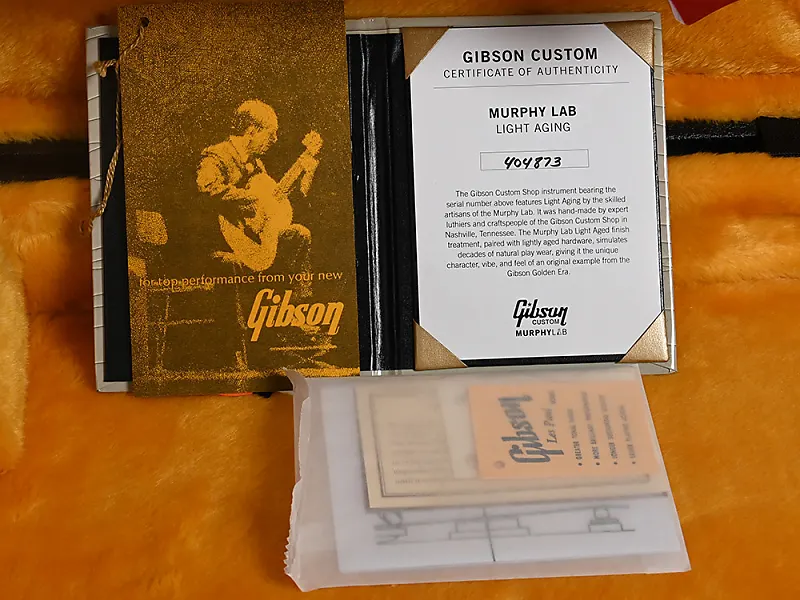 for top performance from your new
Gibson
GIBSON CUSTOM
CERTIFICATE OF AUTHENTICITY
MURPHY LAB
LIGHT AGING
404873
The Gibson Custom Shop instrument bearing the
serial number above features Light Aging by the skilled
artisans of the Murphy Lab. It was hand-made by expert
luthiers and craftspeople of the Gibson Custom Shop in
Nashville, Tennessee. The Murphy Lab Light Aged finish
treatment, paired with lightly aged hardware, simulates
decades of natural play wear, giving it the unique
character, vibe, and feel of an original example from the
Gibson Golden Era.
Gibson
CUSTOM
MURPHYLAB
Gibson
Les Paul